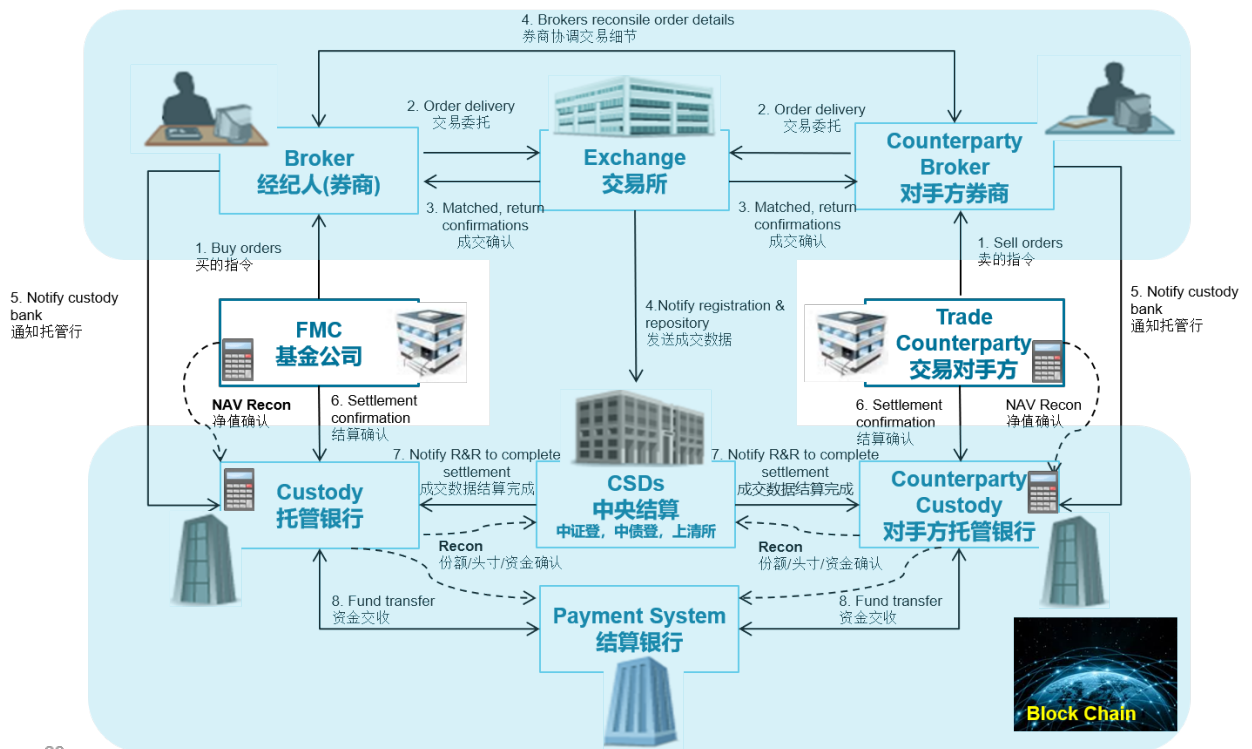 4. Brokers reconsile order details
券商协调交易细节
2. Order delivery
交易委托
2. Order delivery
交易委托
Broker
经纪人(券商)
Exchange
交易所
Counterparty
Broker
对手方券商
3. Matched, return
confirmations
成交确认
3. Matched, return
confirmations
成交确认
1. Buy orders
买的指令
1. Sell orders
卖的指令
5. Notify custody
bank
通知托管行
5. Notify custody
bank
通知托管行
FMC
基金公司
4.Notify registration &
repository
发送成交数据
Trade
Counterparty
交易对手方
NAV Recon
净值确认
6. Settlement
confirmation
结算确认
6. Settlement
confirmation
结算确认
NAV Recon
净值确认
7. Notify R&R to complete
settlement
成交数据结算完成
7. Notify R&R to complete
settlement
成交数据结算完成
Custody
托管银行
CSDs
中央结算
中证登，中债登，上清所
Counterparty
Custody
对手方托管银行
Recon
份额/头寸/资金确认
Recon
份额/头寸/资金确认
8. Fund transfer
资金交收
Payment System
结算银行
8. Fund transfer
资金交收
Block Chain